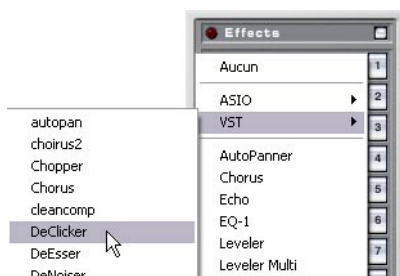 Effects
Aucun
1
ASIO
2
VST
3
autopan
choirus2
Chopper
Chorus
cleancomp
DeClicker
DeEsser
DeNoiser
AutoPanner
4
Chorus
5
Echo
EQ-1
6
Leveler
7
Leveler Multi